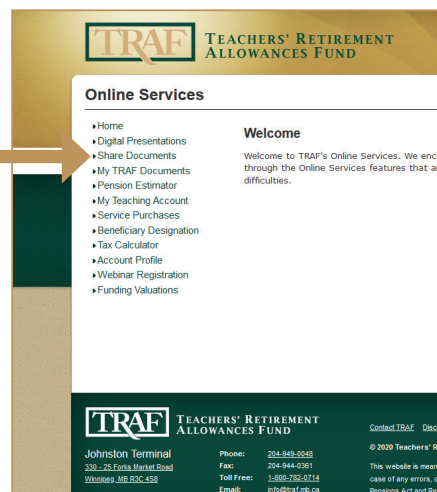 TRAF TEACHERS' RETIREMENT
ALLOWANCES FUND
Online Services
Home
Digital Presentations
Share Documents
My TRAF Documents
Pension Estimator
My Teaching Account
Service Purchases
Beneficiary Designation
Tax Calculator
Account Profile
Webinar Registration
Funding Valuations
Welcome
Welcome to TRAF's Online Services. We enc
through the Online Services features that a
difficulties.
TRAF TEACHERS' RETIREMENT
ALLOWANCES FUND
Johnston Terminal
330 - 25 Forks Market Road
Winnipeg, MB R3C 4S8
Phone: 204-949-0048
Fax: 204-944-0361
Toll Free: 1-800-782-0714
Email: info@traf.mb.ca
Contact TRAF Disc
© 2020 Teachers' R
This website is mean
case of any errors, o
Pensions Act and Re